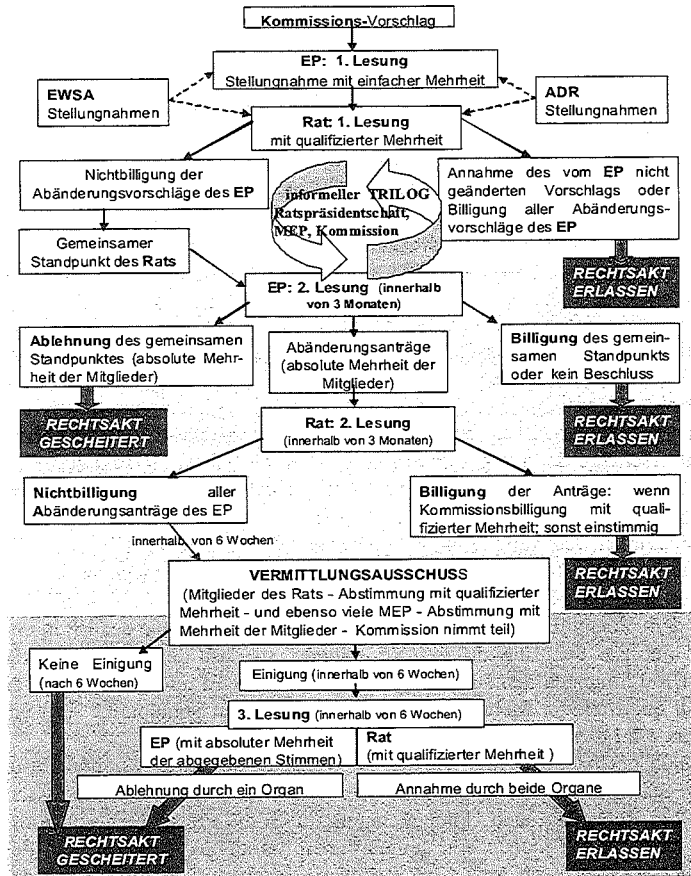 Kommissions-Vorschlag
EP: 1. Lesung
Stellungnahme mit einfacher Mehrheit
EWSA
Stellungnahmen
ADR
Stellungnahmen
Rat: 1. Lesung
mit qualifizierter Mehrheit
Nichtbilligung der
Abänderungsvorschläge des EP
informeller TRILOG
Ratspräsidentschaft,
MEP, Kommission
Annahme des vom EP nicht
geänderten Vorschlags oder
Billigung aller Abänderungs-
vorschläge des EP
Gemeinsamer
Standpunkt des Rats
RECHTSAKT
ERLASSEN
EP: 2. Lesung (innerhalb
von 3 Monaten)
Ablehnung des gemeinsamen
Standpunktes (absolute Mehr-
heit der Mitglieder)
Abänderungsanträge
(absolute Mehrheit der
Mitglieder)
Billigung des gemein-
samen Standpunkts
oder kein Beschluss
RECHTSAKT
GESCHEITERT
RECHTSAKT
ERLASSEN
Rat: 2. Lesung
(innerhalb von 3 Monaten)
Nichtbilligung aller
Abänderungsanträge des EP
Billigung der Anträge: wenn
Kommissionsbilligung mit quali-
fizierter Mehrheit; sonst einstimmig
innerhalb von 6 Wochen
RECHTSAKT
ERLASSEN
VERMITTLUNGSAUSSCHUSS
(Mitglieder des Rats - Abstimmung mit qualifizierter
Mehrheit - und ebenso viele MEP - Abstimmung mit
Mehrheit der Mitglieder - Kommission nimmt teil)
Keine Einigung
(nach 6 Wochen)
Einigung (innerhalb von 6 Wochen)
3. Lesung (innerhalb von 6 Wochen)
EP (mit absoluter Mehrheit
der abgegebenen Stimmen)
Rat
(mit qualifizierter Mehrheit )
Ablehnung durch ein Organ
Annahme durch beide Organe
RECHTSAKT
GESCHEITERT
RECHTSAKT
ERLASSEN